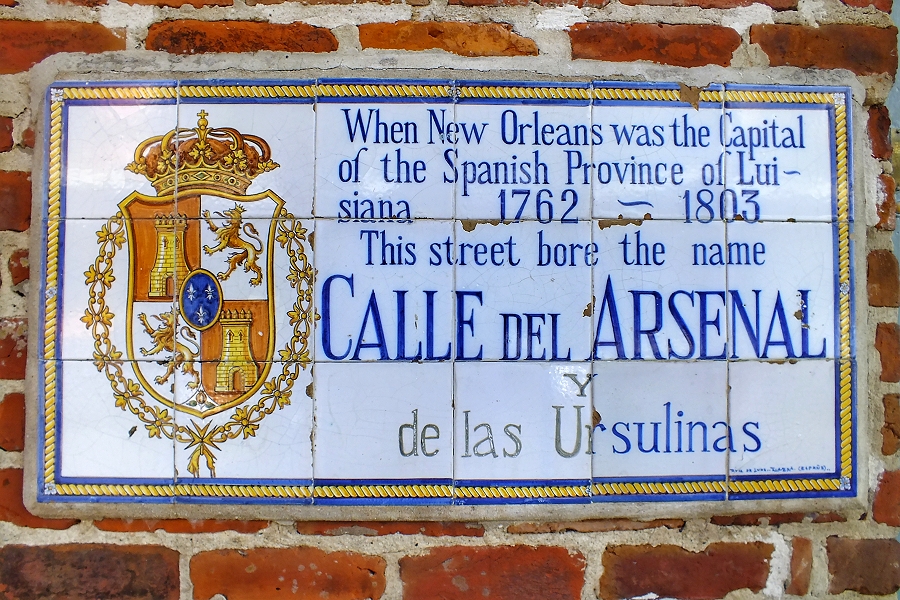 When New Orleans was the Capital
of the Spanish Province of Lui~
siana 1762 ~ 1803
This street bore the name
CALLE DEL ARSENAL
Y
de las Ursulinas
(ESPAÑA)